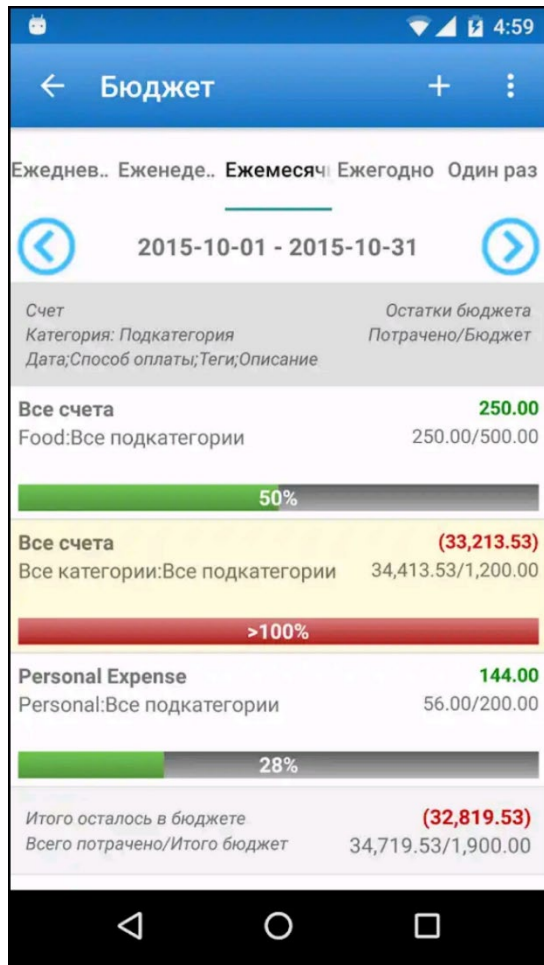 4:59
Бюджет
Ежеднев.. Еженеде.. Ежемесяч Ежегодно Один раз
2015-10-01 - 2015-10-31
Счет Остатки бюджета
Категория: Подкатегория Потрачено/Бюджет
Дата;Способ оплаты;Теги;Описание
Все счета 250.00
Food:Все подкатегории 250.00/500.00
50%
Все счета (33,213.53)
Все категории:Все подкатегории 34,413.53/1,200.00
>100%
Personal Expense 144.00
Personal:Все подкатегории 56.00/200.00
28%
Итого осталось в бюджете (32,819.53)
Всего потрачено/Итого бюджет 34,719.53/1,900.00